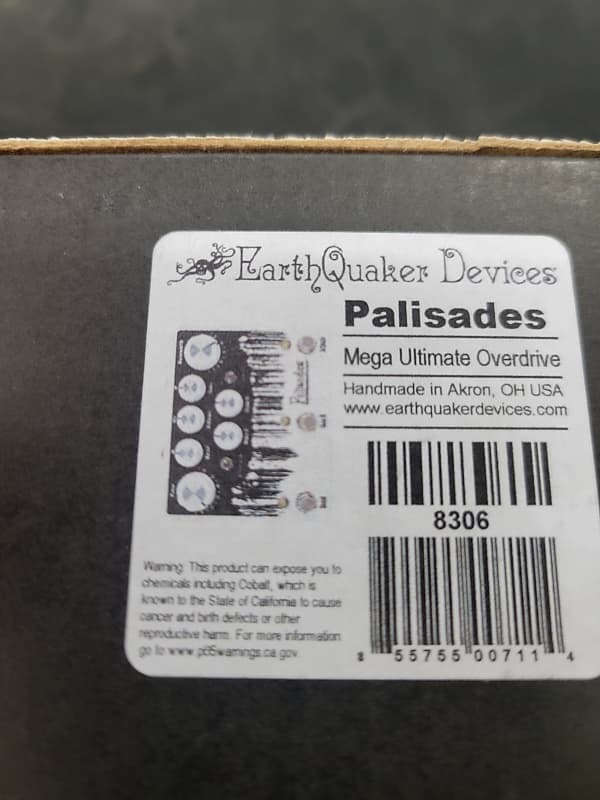 EarthQuaker Devices
Palisades
Mega Ultimate Overdrive
Handmade in Akron, OH USA
www.earthquakerdevices.com
Palisades
8306
Warning: This product can expose you to
chemicals including Cobalt, which is
known to the State of California to cause
cancer and birth defects or other
reproductive harm. For more information
go to www.p65warnings.ca.gov.
8 55755 00711 4